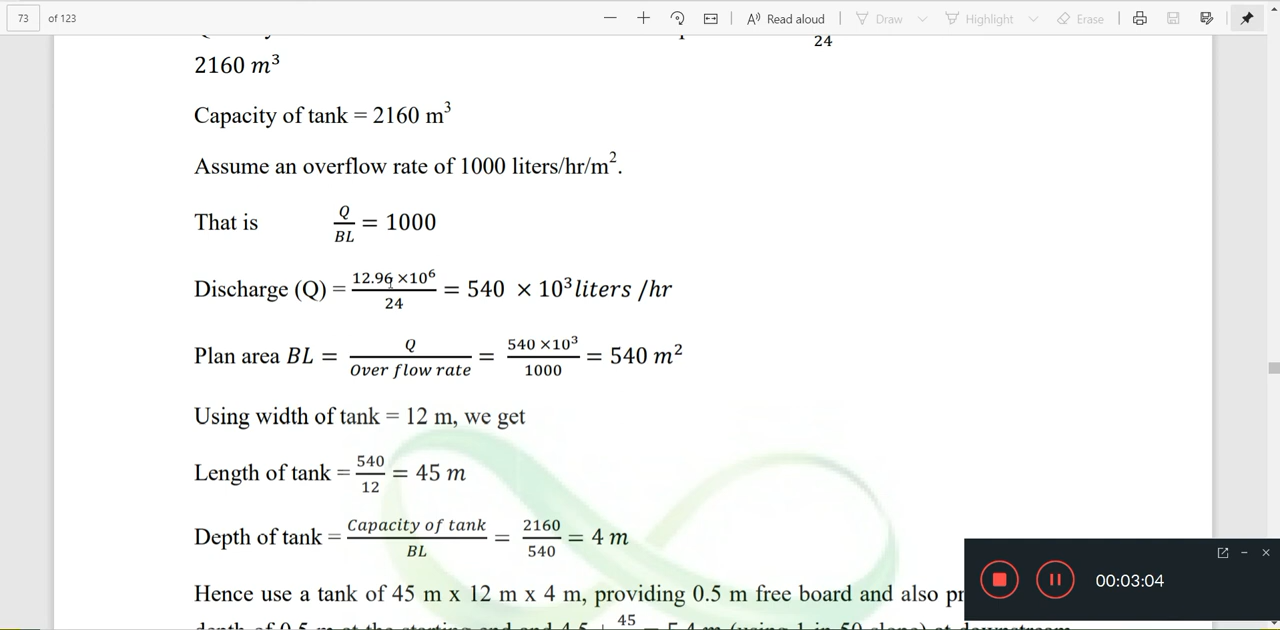 73 of 123 Read aloud Draw Highlight Erase
24
2160 m³
Capacity of tank = 2160 m³
Assume an overflow rate of 1000 liters/hr/m².
That is Q/BL = 1000
Discharge (Q) = 12.96 ×10⁶/24 = 540 × 10³liters /hr
Plan area BL = Q/Over flow rate = 540 ×10³/1000 = 540 m²
Using width of tank = 12 m, we get
Length of tank = 540/12 = 45 m
Depth of tank = Capacity of tank/BL = 2160/540 = 4 m
Hence use a tank of 45 m x 12 m x 4 m, providing 0.5 m free board and also pr
45
00:03:04